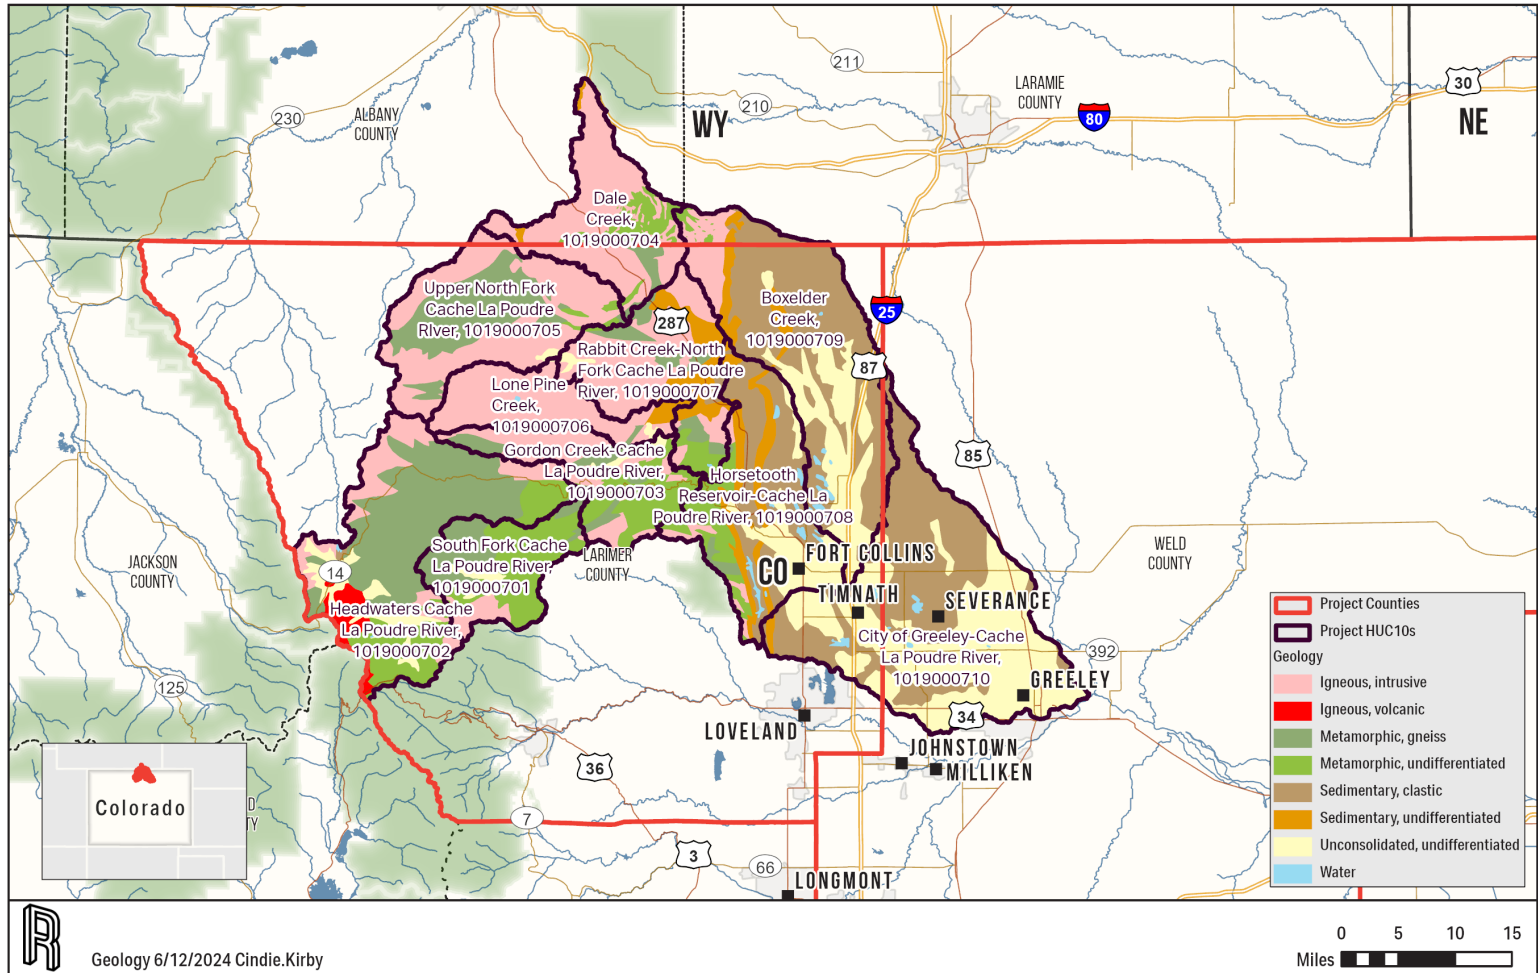 211
30
LARAMIE
COUNTY
210
80
230
ALBANY
COUNTY
WY
NE
Dale
Creek,
1019000704
Upper North Fork
Cache La Poudre
RIver, 1019000705
Boxelder
Creek,
1019000709
25
287
Rabbit Creek-North
Fork Cache La Poudre
River, 1019000707
87
Lone Pine
Creek,
1019000706
Gordon Creek-Cache
La Poudre River,
1019000703
85
Horsetooth
Reservoir-Cache La
Poudre River, 1019000708
South Fork Cache
La Poudre River,
1019000701
LARIMER
COUNTY
FORT COLLINS
CO
WELD
COUNTY
JACKSON
COUNTY
14
TIMNATH
SEVERANCE
Headwaters Cache
La Poudre River,
1019000702
City of Greeley-Cache
La Poudre River,
1019000710
392
125
GREELEY
34
LOVELAND
JOHNSTOWN
MILLIKEN
36
7
3
66
LONGMONT
Colorado
D
TY
Project Counties
Project HUC10s
Geology
Igneous, intrusive
Igneous, volcanic
Metamorphic, gneiss
Metamorphic, undifferentiated
Sedimentary, clastic
Sedimentary, undifferentiated
Unconsolidated, undifferentiated
Water
R
Geology 6/12/2024 Cindie.Kirby
0 5 10 15
Miles